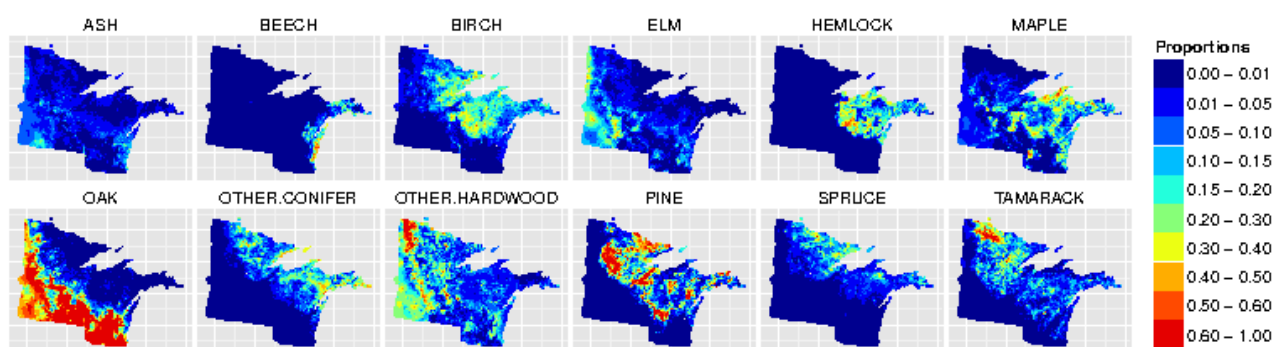 ASH BEECH BIRCH ELM HEMLOCK MAPLE
OAK OTHER.CONIFER OTHER.HARDWOOD PINE SPRUCE TAMARACK
Proportions
0.00 – 0.01
0.01 – 0.05
0.05 – 0.10
0.10 – 0.15
0.15 – 0.20
0.20 – 0.30
0.30 – 0.40
0.40 – 0.50
0.50 – 0.60
0.60 – 1.00